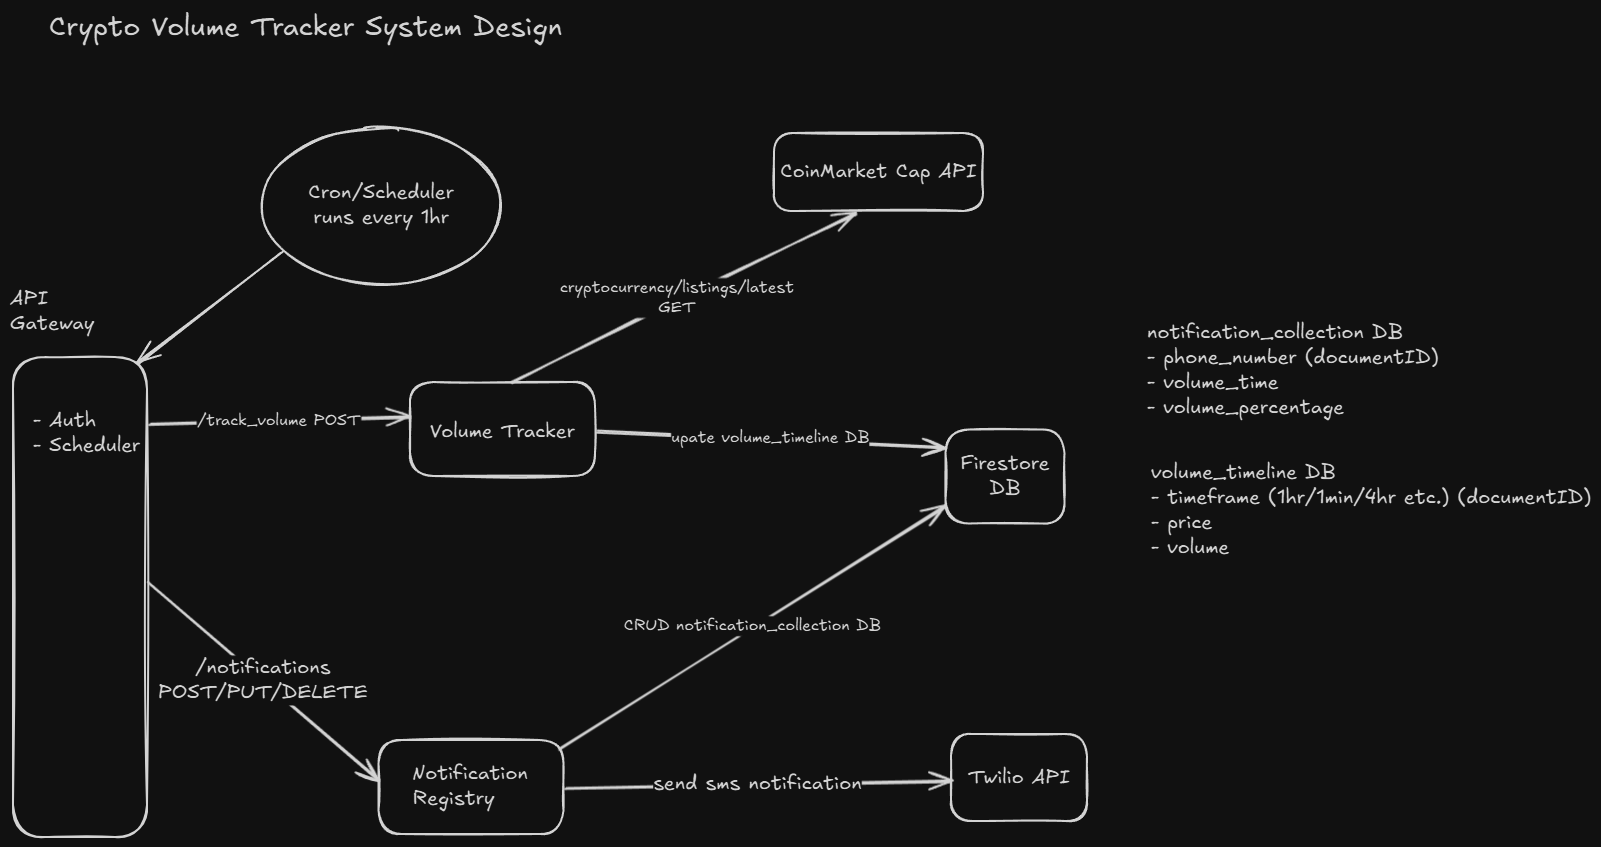 Crypto Volume Tracker System Design
Cron/Scheduler
runs every 1hr
CoinMarket Cap API
API
Gateway
cryptocurrency/listings/latest
GET
- Auth
- Scheduler
/track_volume POST
Volume Tracker
upate volume_timeline DB
Firestore
DB
notification_collection DB
- phone_number (documentID)
- volume_time
- volume_percentage
volume_timeline DB
- timeframe (1hr/1min/4hr etc.) (documentID)
- price
- volume
CRUD notification_collection DB
/notifications
POST/PUT/DELETE
Notification
Registry
send sms notification
Twilio API